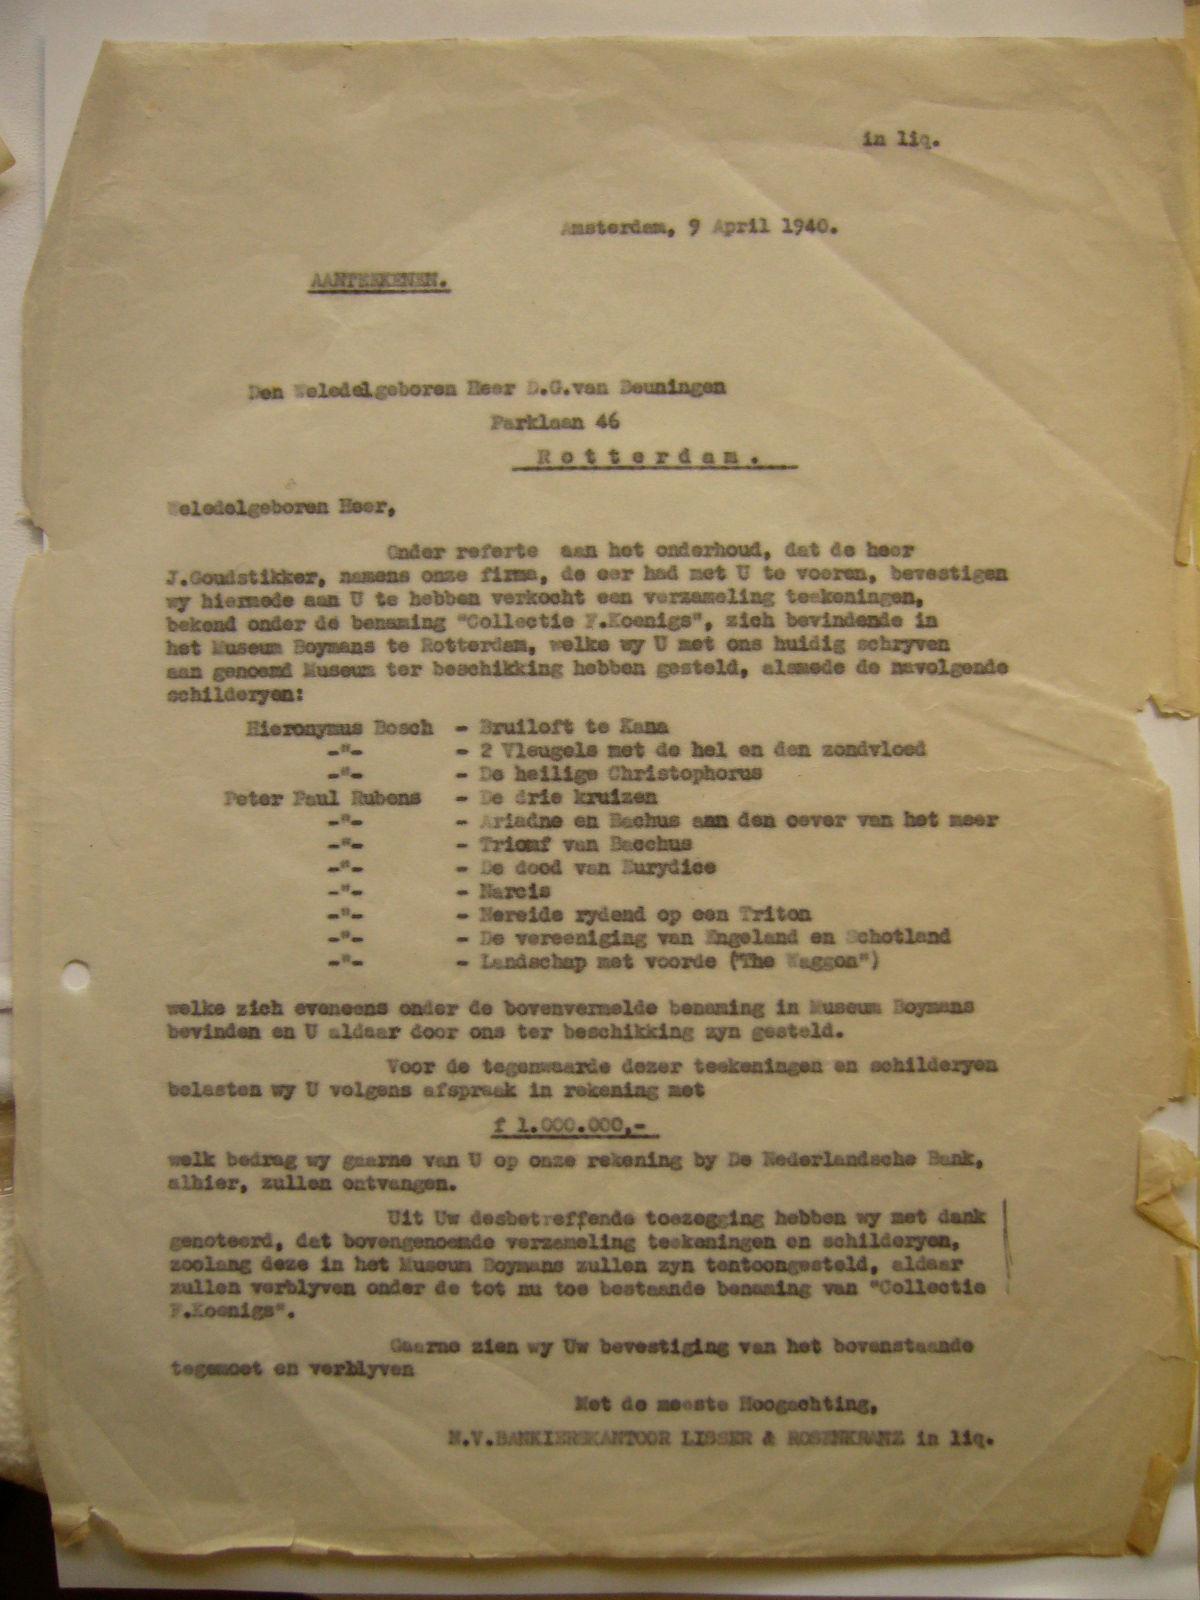 in liq.
Amsterdam, 9 April 1940.
AANTEEKENEN.
Den Weledelgeboren Heer D.G.van Beuningen
Parklaan 46
Rotterdam.
Weledelgeboren Heer,
Onder referte aan het onderhoud, dat de heer
J.Goudstikker, namens onze firma, de eer had met U te voeren, bevestigen
wy hiermede aan U te hebben verkocht een verzameling teekeningen,
bekend onder de benaming "Collectie F.Koenigs", zich bevindende in
het Museum Boymans te Rotterdam, welke wy U met ons huidig schryven
aan genoemd Museum ter beschikking hebben gesteld, alsmede de navolgende
schilderyen:
Hieronymus Bosch - Bruiloft te Kana
-"- - 2 Vleugels met de hel en den zondvloed
-"- - De heilige Christophorus
Peter Paul Rubens - De drie kruizen
-"- - Ariadne en Bachus aan den oever van het meer
-"- - Triomf van Bacchus
-"- - De dood van Eurydice
-"- - Narcis
-"- - Nereide rydend op een Triton
-"- - De vereeniging van Engeland en Schotland
-"- - Landschap met voorde ("The Waggon")
welke zich eveneens onder de bovenvermelde benaming in Museum Boymans
bevinden en U aldaar door ons ter beschikking zyn gesteld.
Voor de tegenwaarde dezer teekeningen en schilderyen
belasten wy U volgens afspraak in rekening met
f 1.000.000,-
welk bedrag wy gaarne van U op onze rekening by De Nederlandsche Bank,
alhier, zullen ontvangen.
Uit Uw desbetreffende toezegging hebben wy met dank
genoteerd, dat bovengenoemde verzameling teekeningen en schilderyen,
zoolang deze in het Museum Boymans zullen zyn tentoongesteld, aldaar
zullen verblyven onder de tot nu toe bestaande benaming van "Collectie
F.Koenigs".
Gaarne zien wy Uw bevestiging van het bovenstaande
tegemoet en verblyven
Met de meeste Hoogachting,
N.V.BANKIERSKANTOOR LISSER & ROSENKRANZ in liq.